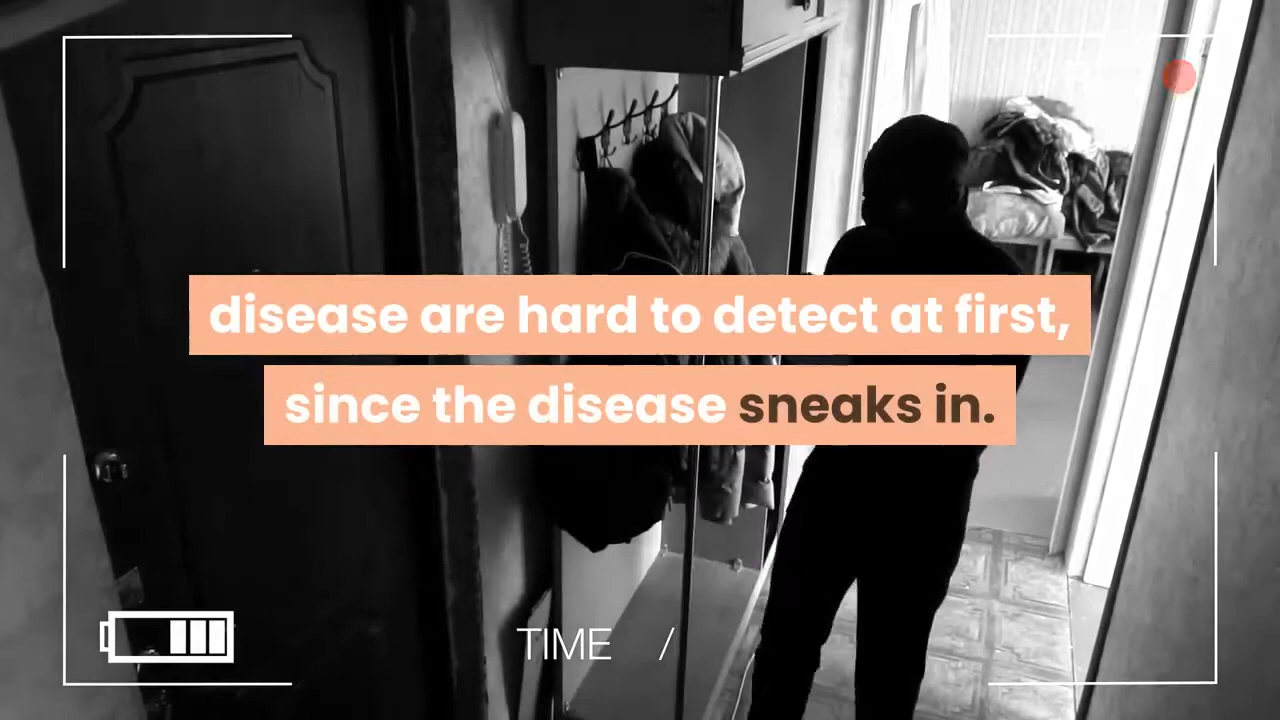 disease are hard to detect at first,
since the disease sneaks in.
TIME /